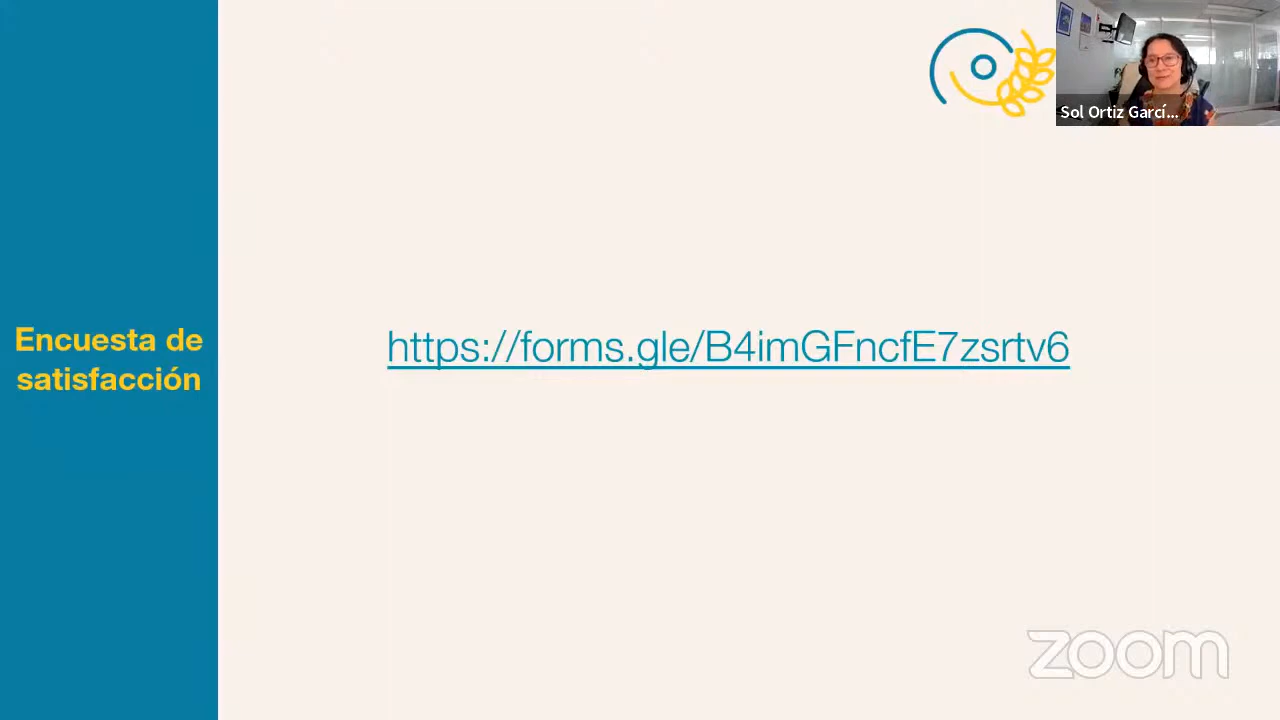 Sol Ortiz Garcí...
Encuesta de
satisfacción
https://forms.gle/B4imGFncfE7zsrtv6
zoom